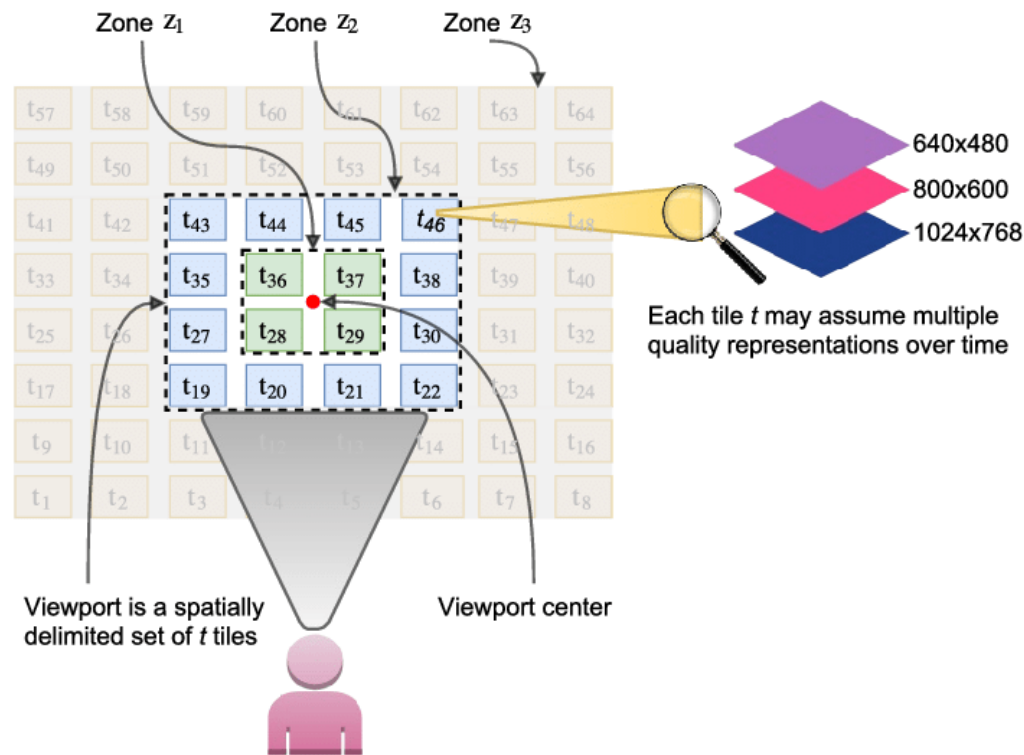 Zone z₁ Zone z₂ Zone z₃
t₅₇ t₅₈ t₅₉ t₆₀ t₆₁ t₆₂ t₆₃ t₆₄
t₄₉ t₅₀ t₅₁ t₅₂ t₅₃ t₅₄ t₅₅ t₅₆
640x480
800x600
1024x768
t₄₁ t₄₂ t₄₃ t₄₄ t₄₅ t₄₆ t₄₇ t₄₈
t₃₃ t₃₄ t₃₅ t₃₆ t₃₇ t₃₈ t₃₉ t₄₀
t₂₅ t₂₆ t₂₇ t₂₈ t₂₉ t₃₀ t₃₁ t₃₂
t₁₇ t₁₈ t₁₉ t₂₀ t₂₁ t₂₂ t₂₃ t₂₄
t₉ t₁₀ t₁₁ t₁₂ t₁₃ t₁₄ t₁₅ t₁₆
t₁ t₂ t₃ t₄ t₅ t₆ t₇ t₈
Each tile t may assume multiple
quality representations over time
Viewport is a spatially
delimited set of t tiles
Viewport center